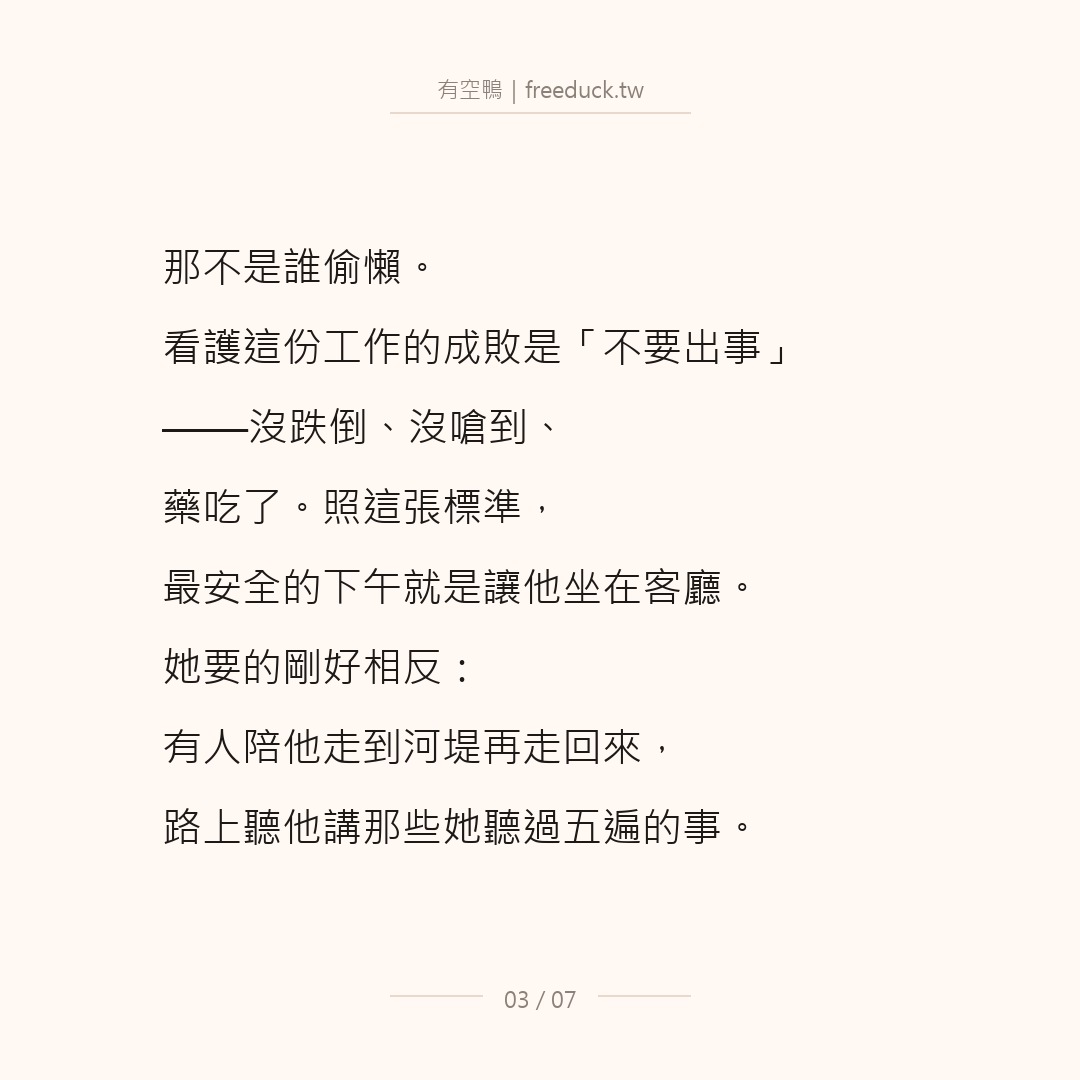 有空鴨｜freeduck.tw
那不是誰偷懶。
看護這份工作的成敗是「不要出事」
——沒跌倒、沒嗆到、
藥吃了。照這張標準，
最安全的下午就是讓他坐在客廳。
她要的剛好相反：
有人陪他走到河堤再走回來，
路上聽他講那些她聽過五遍的事。
03 / 07